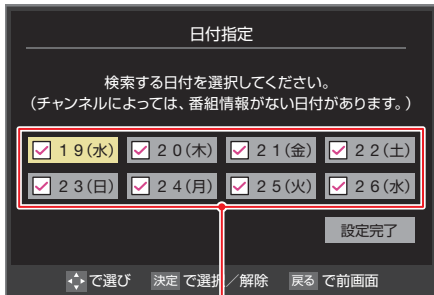 日付指定
検索する日付を選択してください。
（チャンネルによっては、番組情報がない日付があります。）
19(水) 20(木) 21(金) 22(土)
23(日) 24(月) 25(火) 26(水)
設定完了
で選び 決定 で選択／解除 戻る で前画面